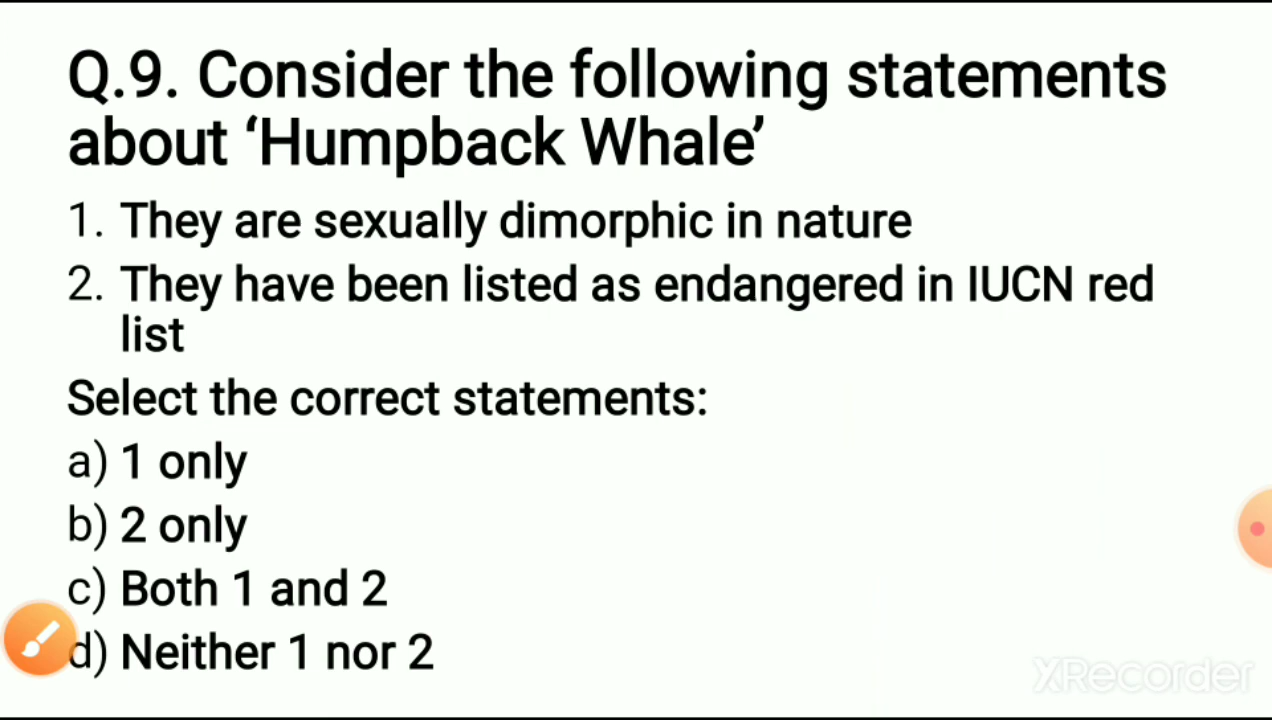 Q.9. Consider the following statements
about ‘Humpback Whale’
1. They are sexually dimorphic in nature
2. They have been listed as endangered in IUCN red
list
Select the correct statements:
a) 1 only
b) 2 only
c) Both 1 and 2
d) Neither 1 nor 2
XRecorder